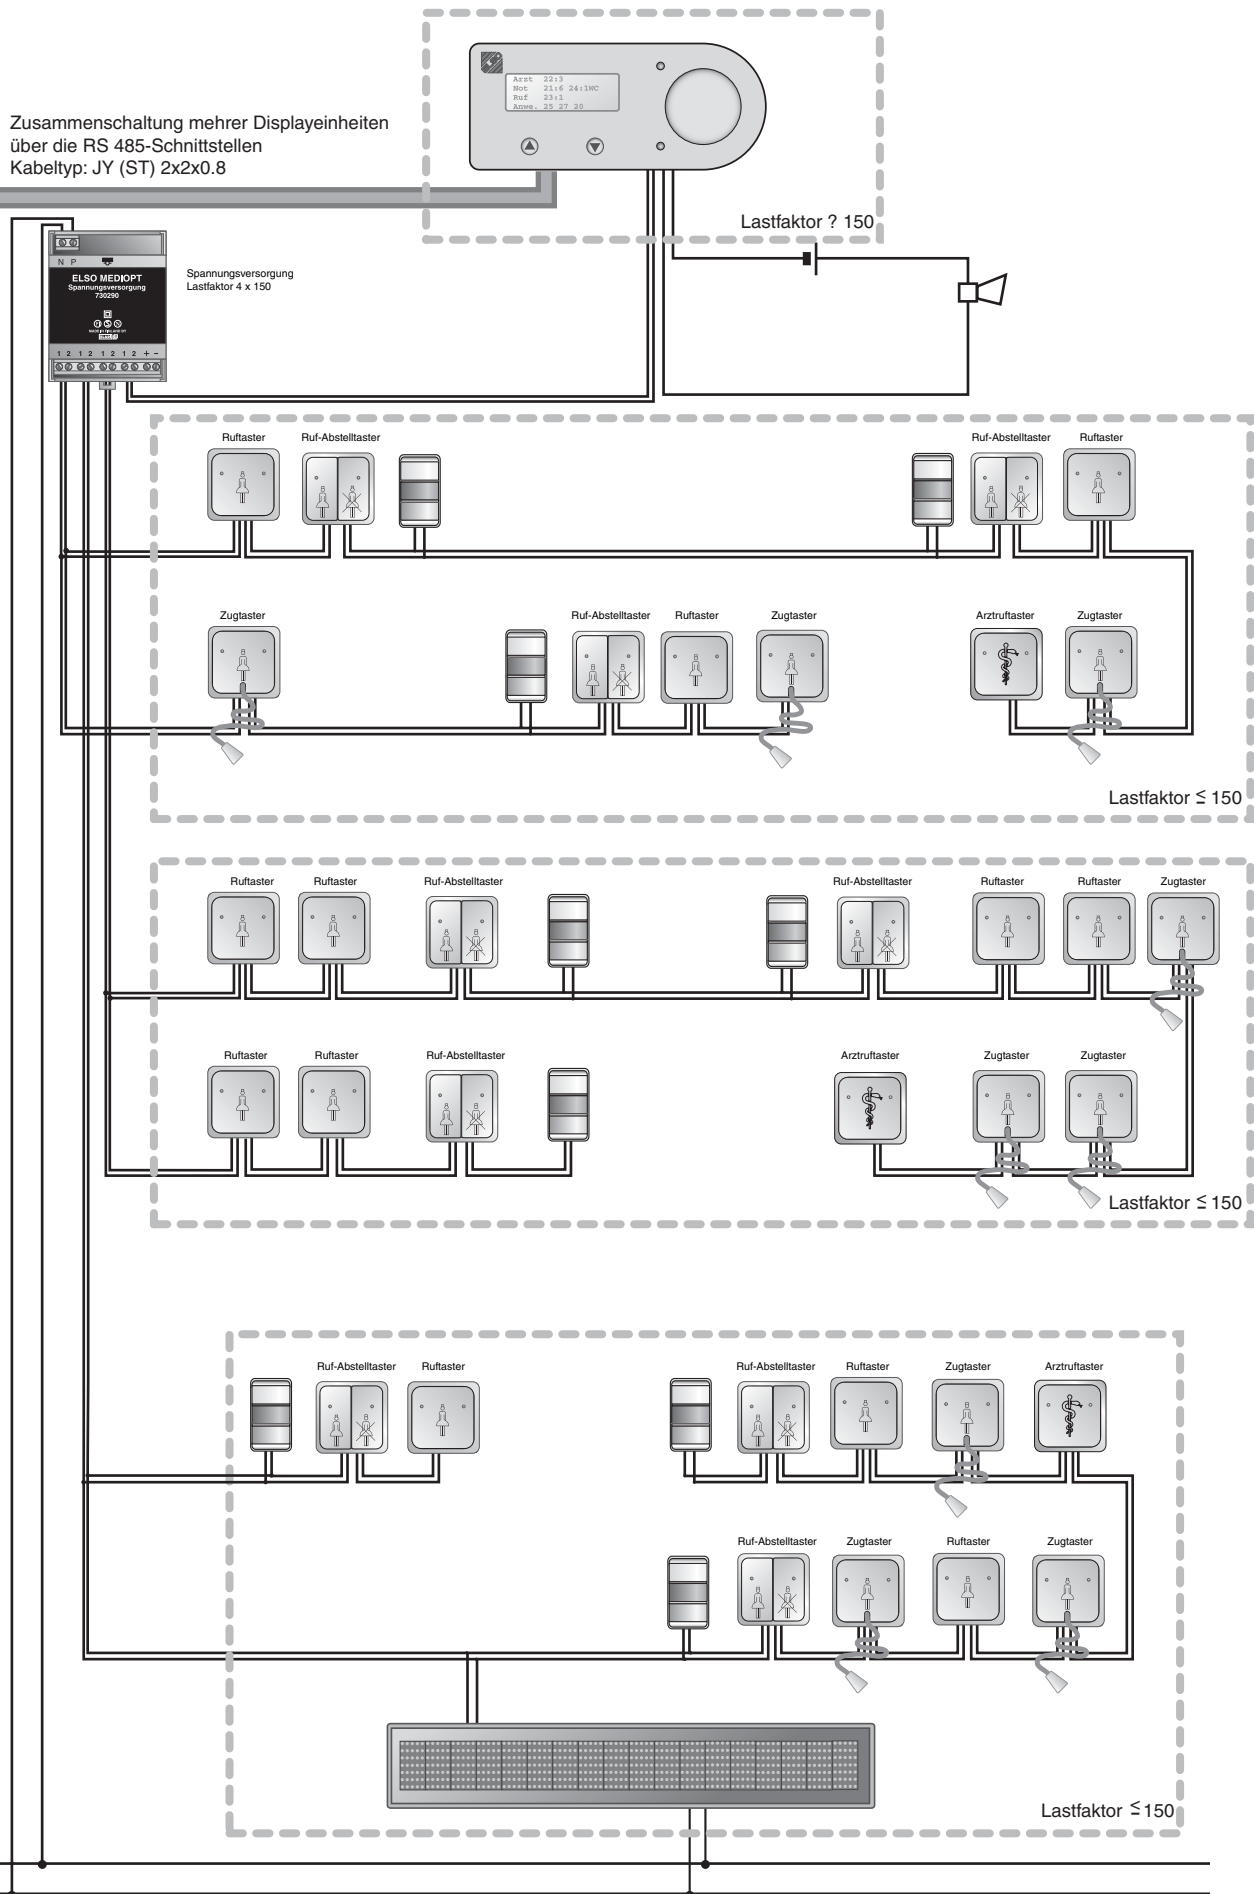 Arzt 22:3
Not 21:6 24:1WC
Ruf 23:1
Anwe. 25 27 20
Zusammenschaltung mehrer Displayeinheiten
über die RS 485-Schnittstellen
Kabeltyp: JY (ST) 2x2x0.8
Lastfaktor ? 150
N P
ELSO MEDIOPT
Spannungsversorgung
730290
1 2 1 2 1 2 1 2 + -
Spannungsversorgung
Lastfaktor 4 x 150
Ruftaster Ruf-Abstelltaster Ruf-Abstelltaster Ruftaster
Zugtaster Ruf-Abstelltaster Ruftaster Zugtaster Arztruftaster Zugtaster
Lastfaktor ≤ 150
Ruftaster Ruftaster Ruf-Abstelltaster Ruf-Abstelltaster Ruftaster Ruftaster Zugtaster
Ruftaster Ruftaster Ruf-Abstelltaster Arztruftaster Zugtaster Zugtaster
Lastfaktor ≤ 150
Ruf-Abstelltaster Ruftaster Ruf-Abstelltaster Ruftaster Zugtaster Arztruftaster
Ruf-Abstelltaster Zugtaster Ruftaster Zugtaster
Lastfaktor ≤ 150